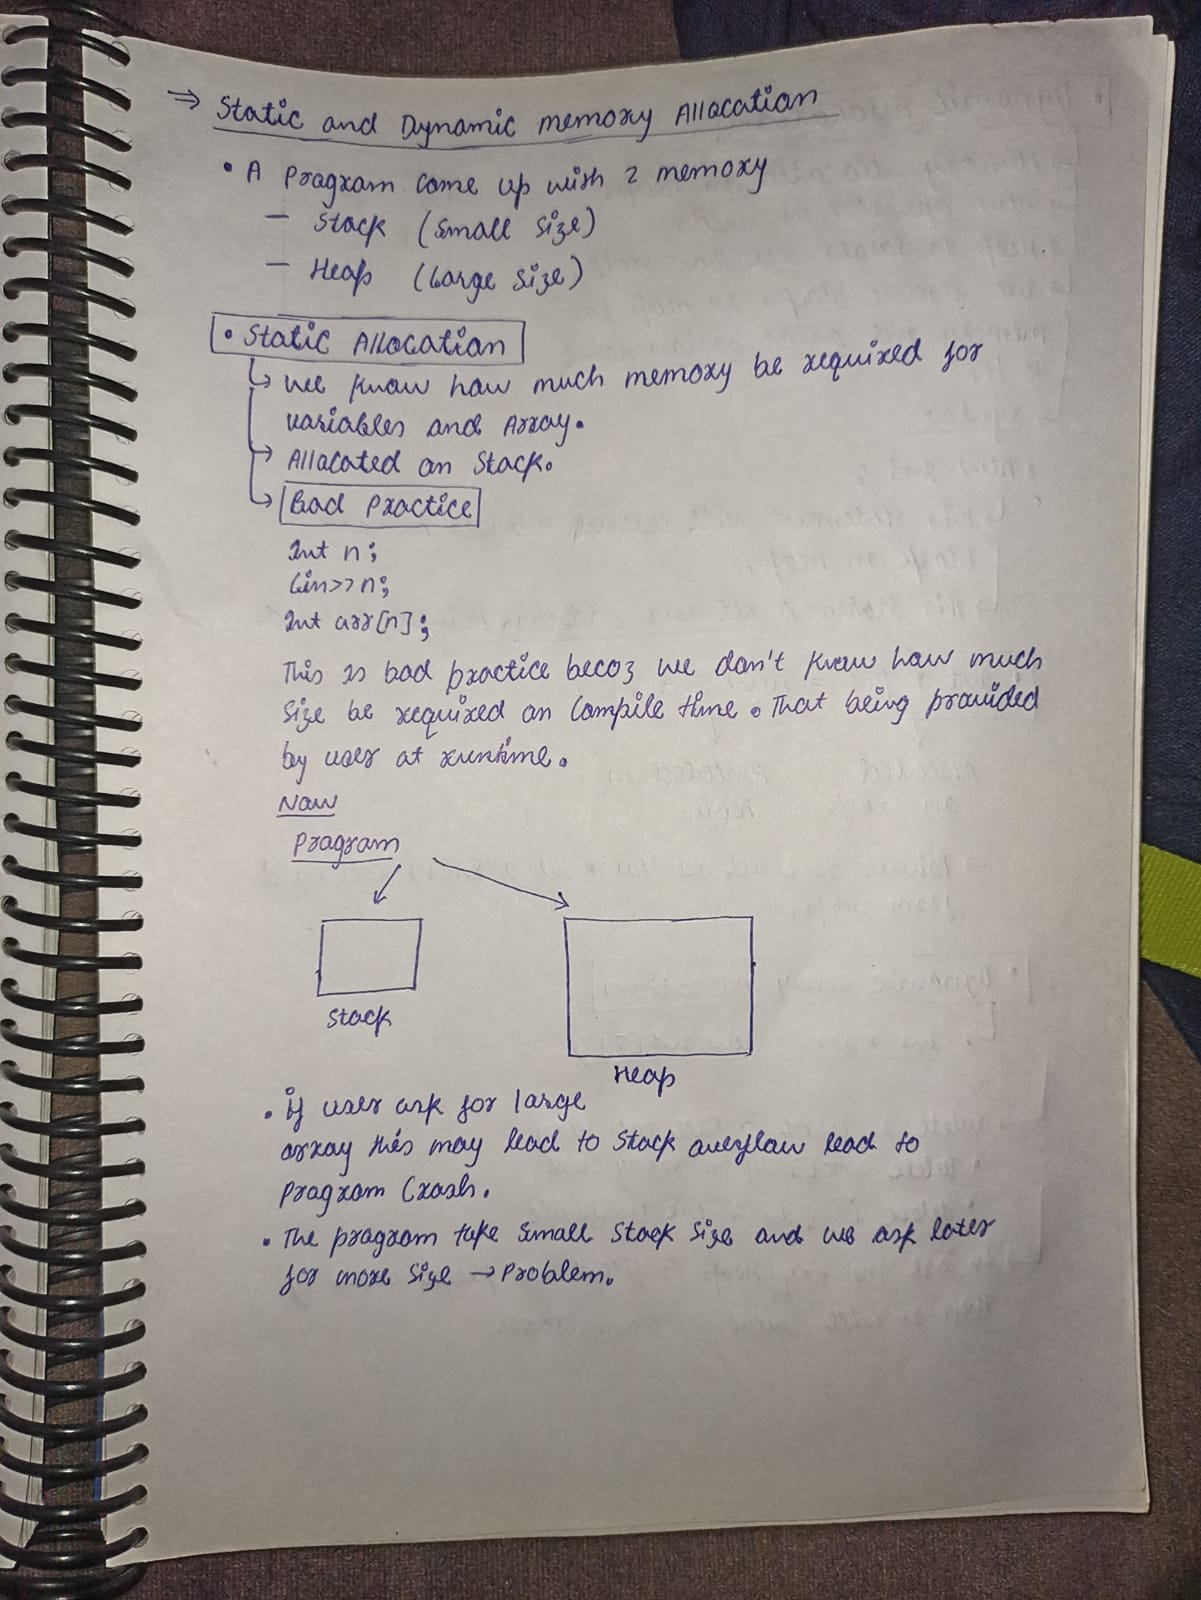 ⇒ Static and Dynamic memory Allocation
• A Program come up with 2 memory
— Stack (Small Size)
— Heap (Large Size)
• Static Allocation
↳ we know how much memory be required for
variables and Array.
→ Allocated on Stack.
↳ Bad Practice
Int n;
Cin>>n;
Int arr[n];
This is bad practice becoz we don't know how much
Size be required on Compile time. That being provided
by user at runtime.
Now
Program
Stack
Heap
• If user ask for large
array this may lead to Stack overflow lead to
program Crash.
• The program take Small Stack Size and we ask later
for more Size → Problem.